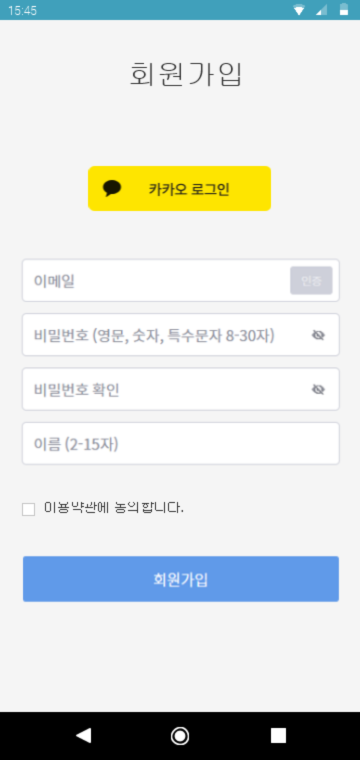 15:45
회원가입
카카오 로그인
이메일
인증
비밀번호 (영문, 숫자, 특수문자 8-30자)
비밀번호 확인
이름 (2-15자)
이용약관에 동의합니다.
회원가입